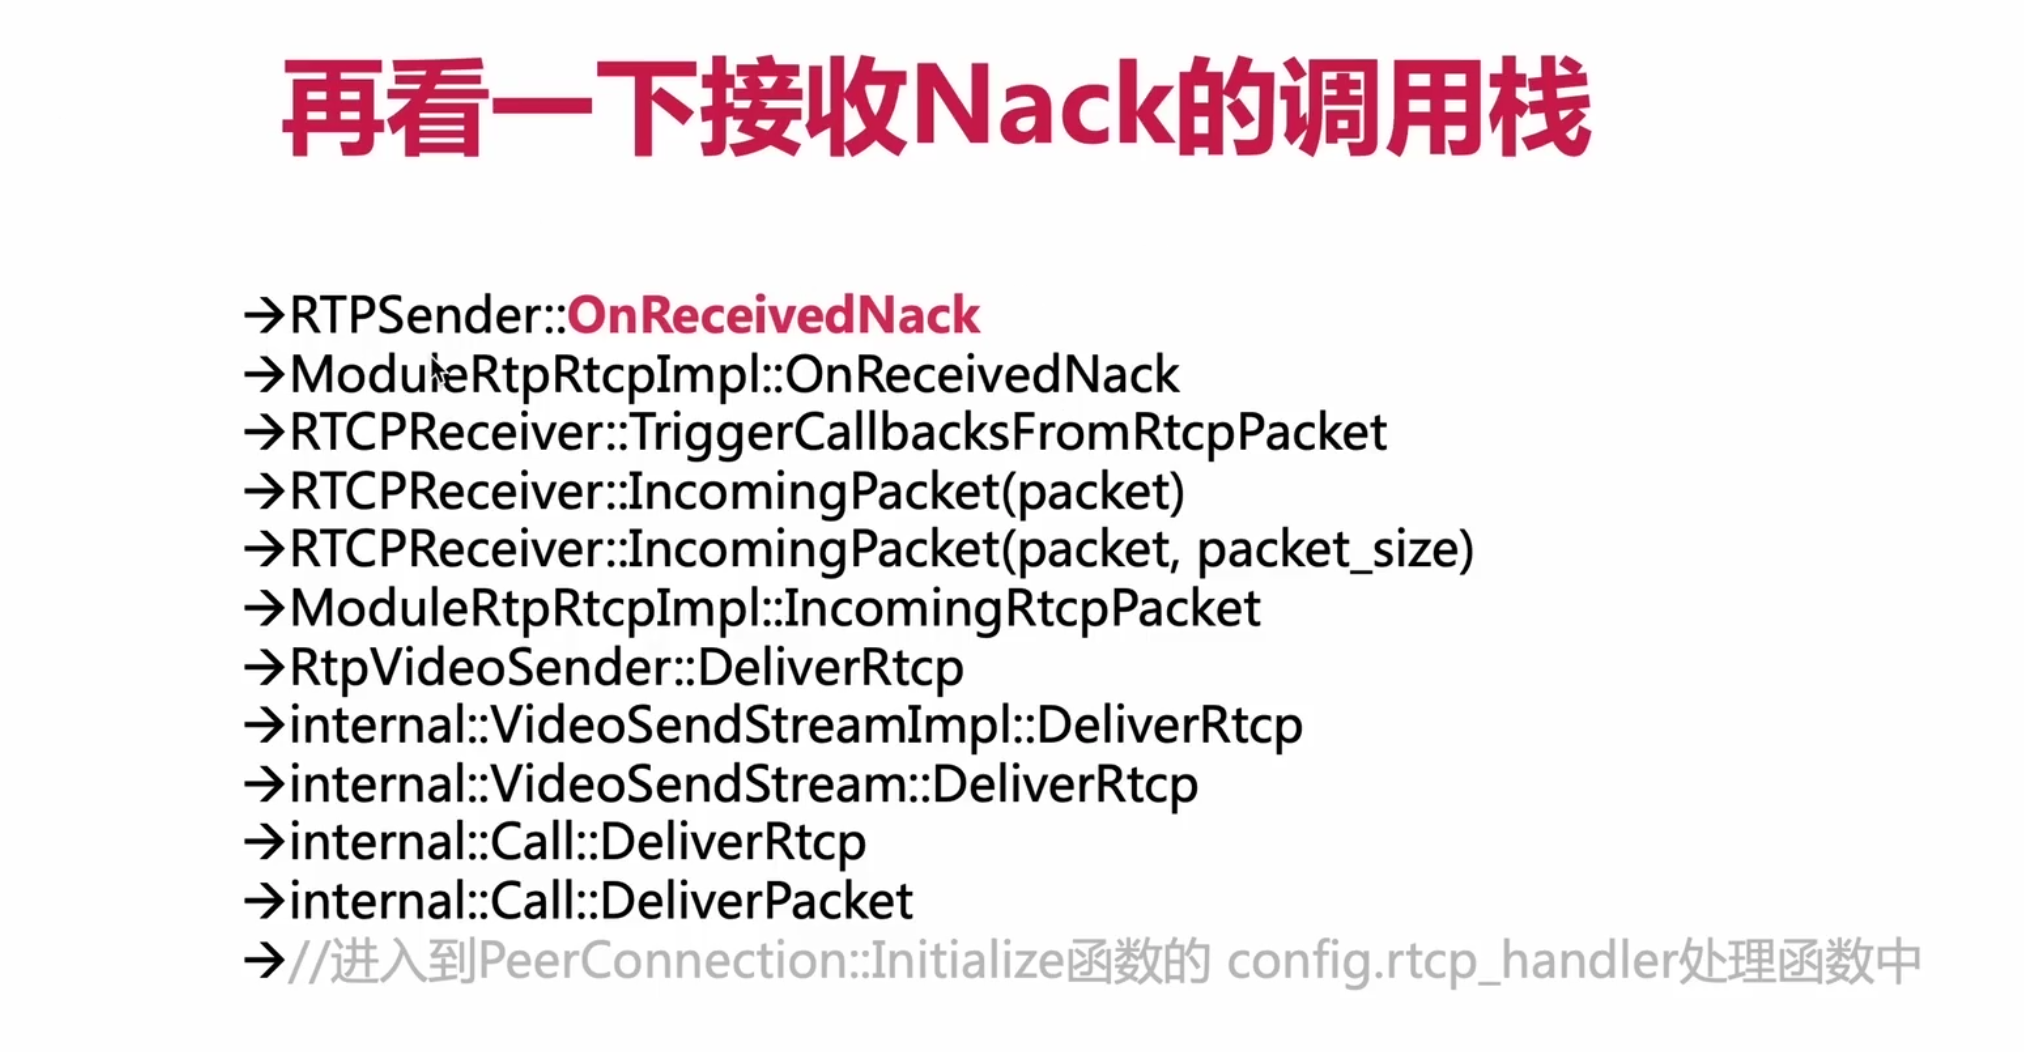 再看一下接收Nack的调用栈
→RTPSender::OnReceivedNack
→ModuleRtpRtcpImpl::OnReceivedNack
→RTCPReceiver::TriggerCallbacksFromRtcpPacket
→RTCPReceiver::IncomingPacket(packet)
→RTCPReceiver::IncomingPacket(packet, packet_size)
→ModuleRtpRtcpImpl::IncomingRtcpPacket
→RtpVideoSender::DeliverRtcp
→internal::VideoSendStreamImpl::DeliverRtcp
→internal::VideoSendStream::DeliverRtcp
→internal::Call::DeliverRtcp
→internal::Call::DeliverPacket
→//进入到PeerConnection::Initialize函数的 config.rtcp_handler处理函数中